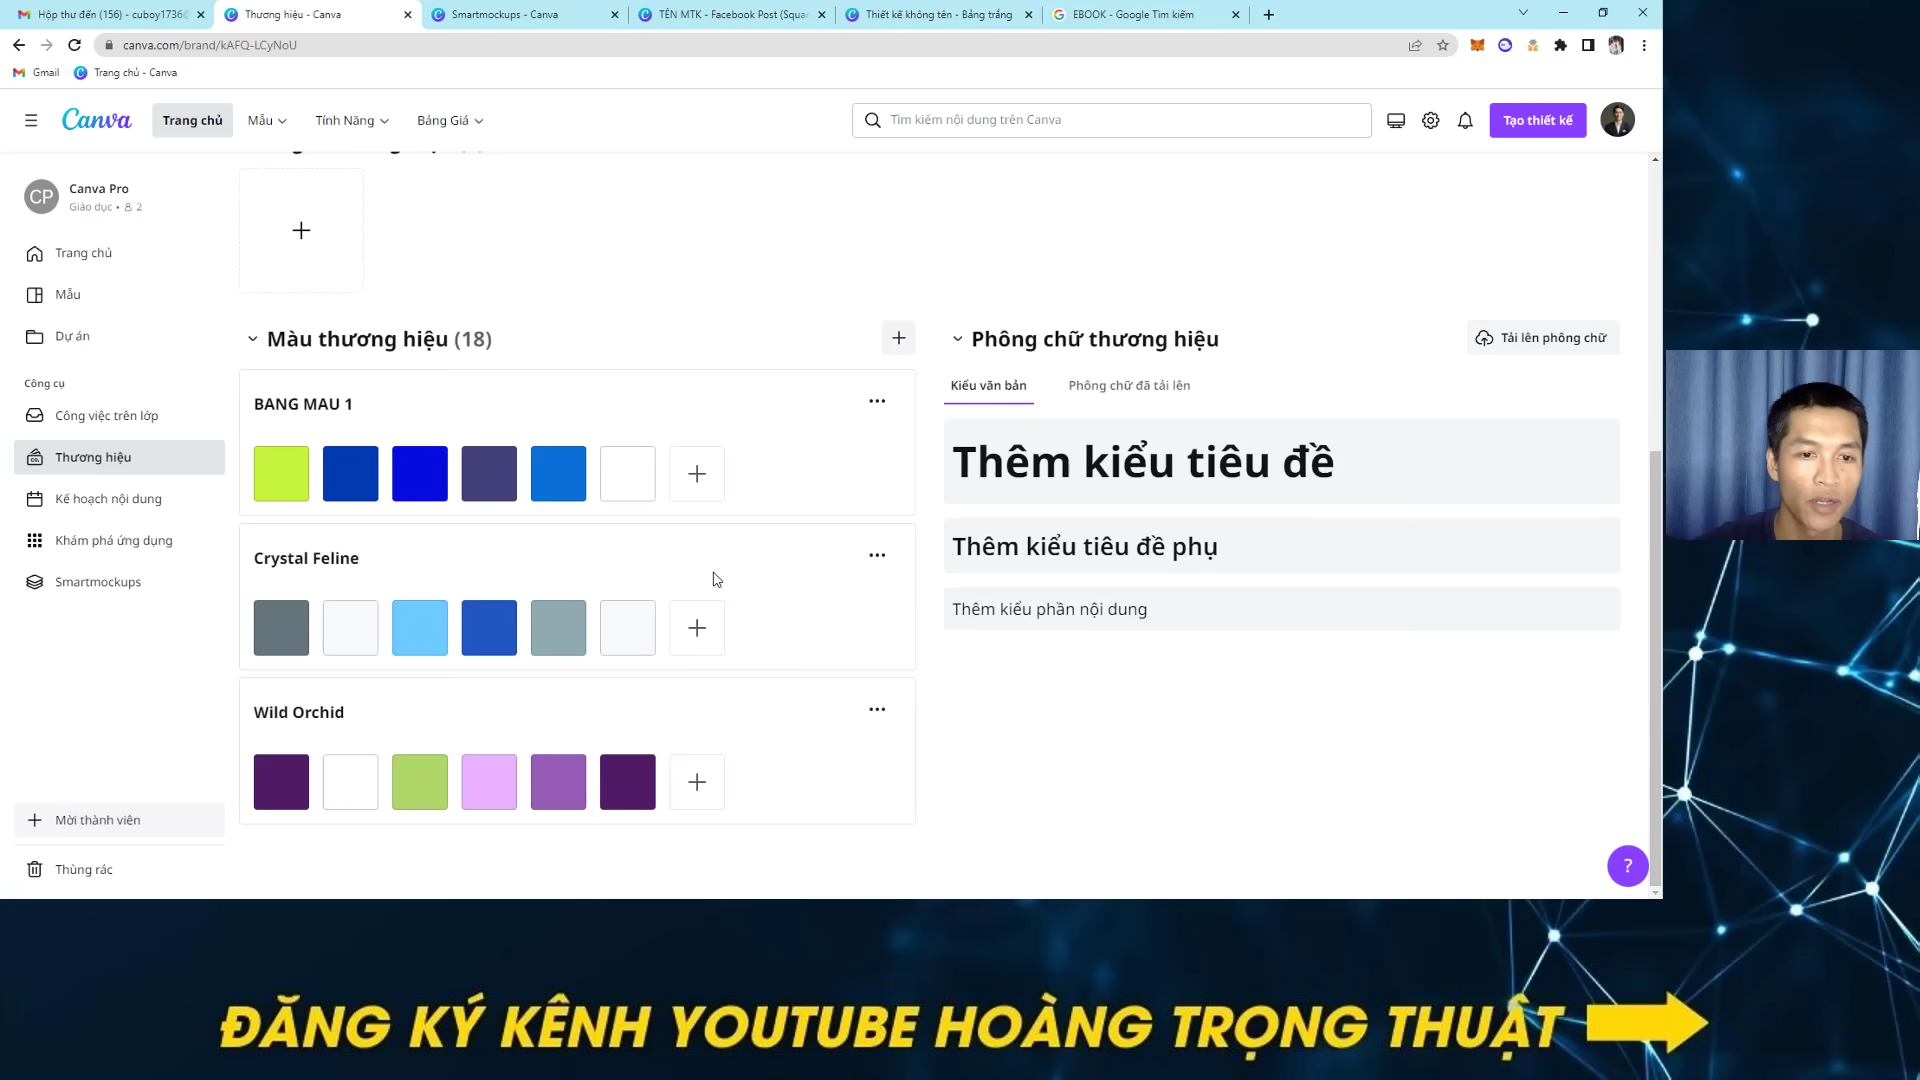 Hộp thư đến (156) - cuboy1736@
Thương hiệu - Canva
Smartmockups - Canva
TÊN MTK - Facebook Post (Squar
Thiết kế không tên - Bảng trắng
EBOOK - Google Tìm kiếm
canva.com/brand/kAFQ-LCyNoU
Gmail
Trang chủ - Canva
Canva
Trang chủ
Mẫu
Tính Năng
Bảng Giá
Tìm kiếm nội dung trên Canva
Tạo thiết kế
CP
Canva Pro
Giáo dục • 2
Trang chủ
Mẫu
Dự án
Công cụ
Công việc trên lớp
Thương hiệu
Kế hoạch nội dung
Khám phá ứng dụng
Smartmockups
Mời thành viên
Thùng rác
Màu thương hiệu (18)
BANG MAU 1
Crystal Feline
Wild Orchid
Phông chữ thương hiệu
Tải lên phông chữ
Kiểu văn bản
Phông chữ đã tải lên
Thêm kiểu tiêu đề
Thêm kiểu tiêu đề phụ
Thêm kiểu phần nội dung
?
ĐĂNG KÝ KÊNH YOUTUBE HOÀNG TRỌNG THUẬT